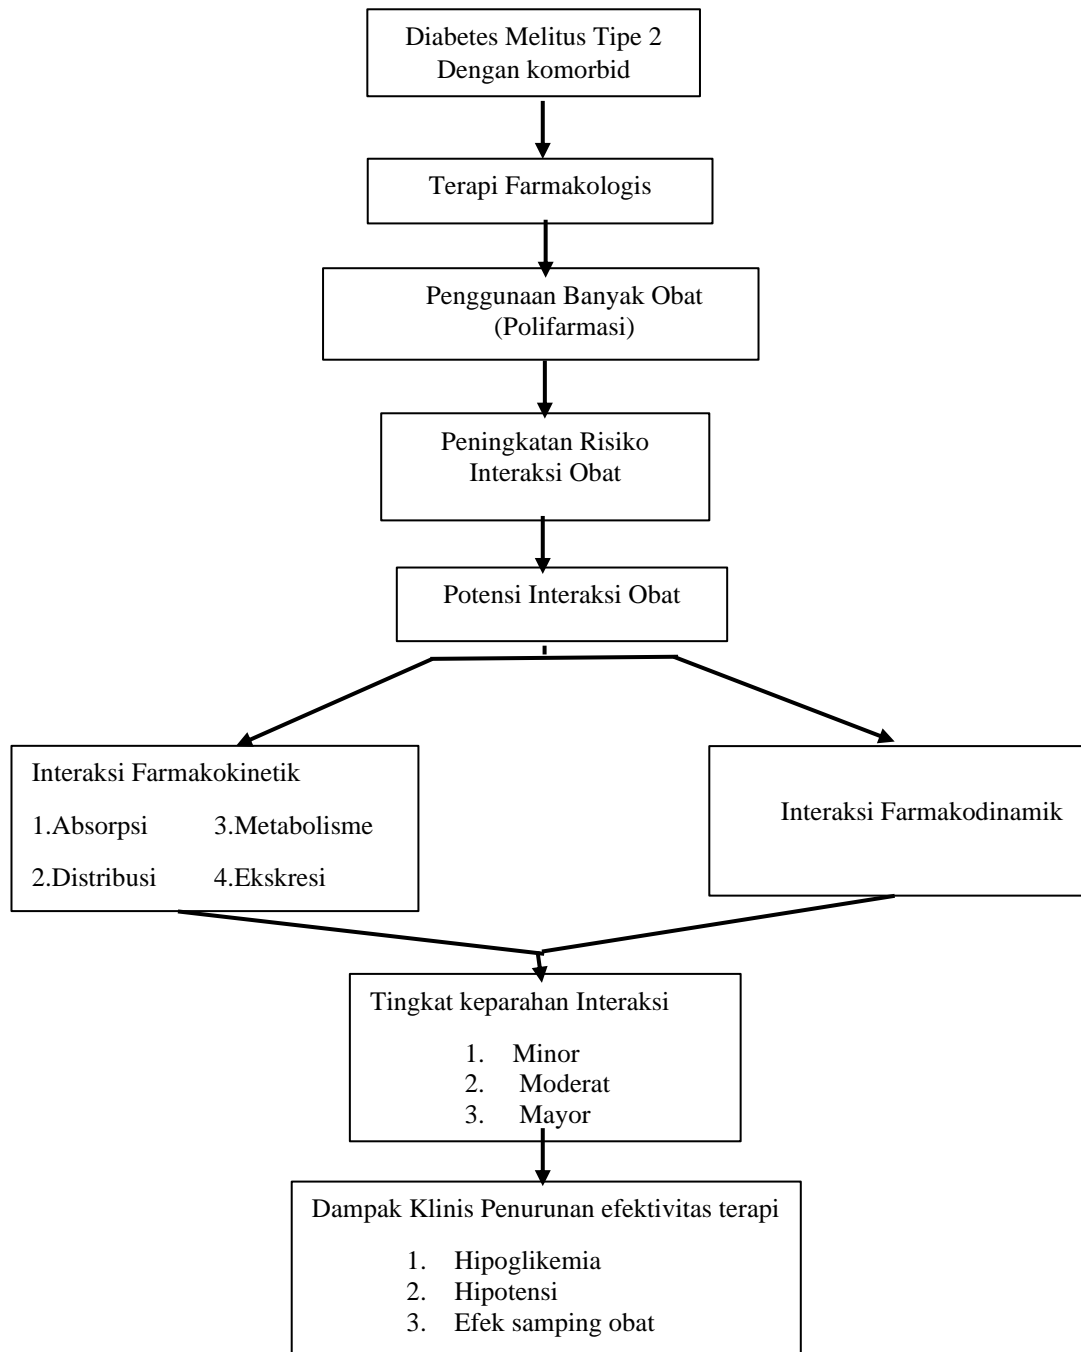 Diabetes Melitus Tipe 2
Dengan komorbid
Terapi Farmakologis
Penggunaan Banyak Obat
(Polifarmasi)
Peningkatan Risiko
Interaksi Obat
Potensi Interaksi Obat
Interaksi Farmakokinetik
1.Absorpsi 3.Metabolisme
2.Distribusi 4.Ekskresi
Interaksi Farmakodinamik
Tingkat keparahan Interaksi
1. Minor
2. Moderat
3. Mayor
Dampak Klinis Penurunan efektivitas terapi
1. Hipoglikemia
2. Hipotensi
3. Efek samping obat